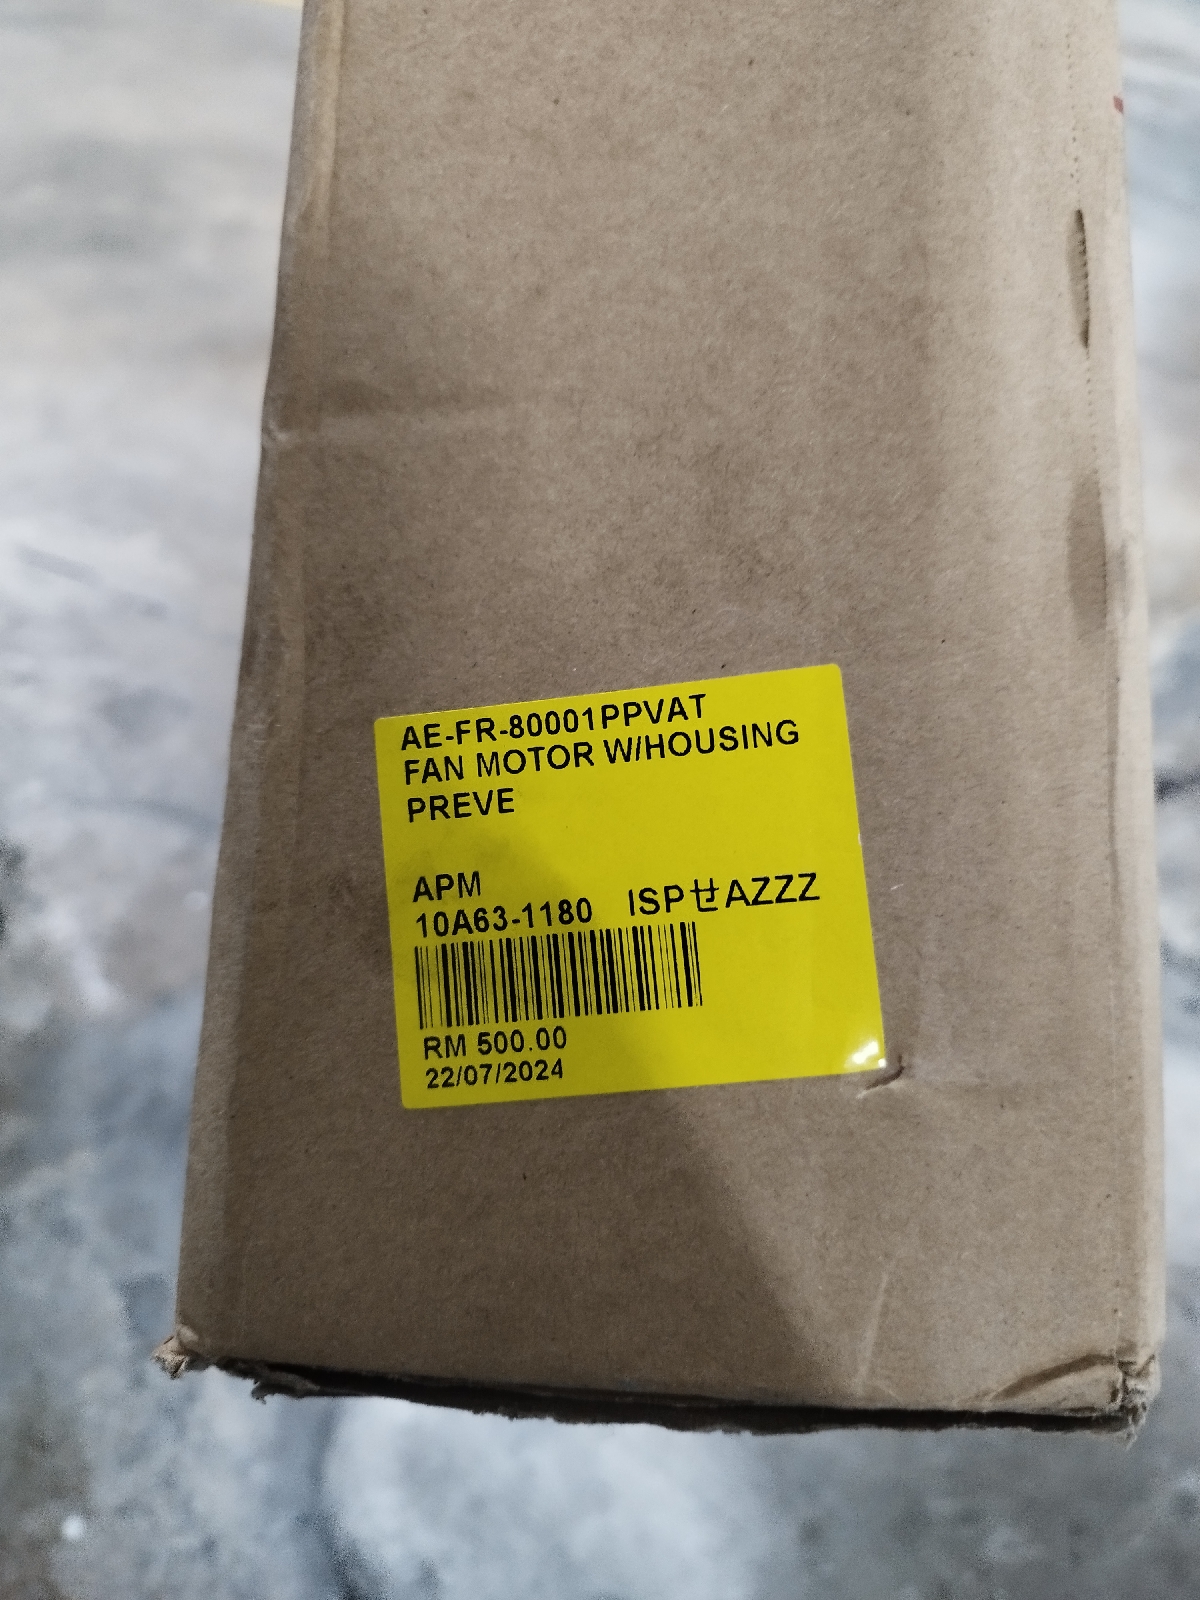 AE-FR-80001PPVAT
FAN MOTOR W/HOUSING
PREVE
APM
10A63-1180 ISPせAZZZ
RM 500.00
22/07/2024